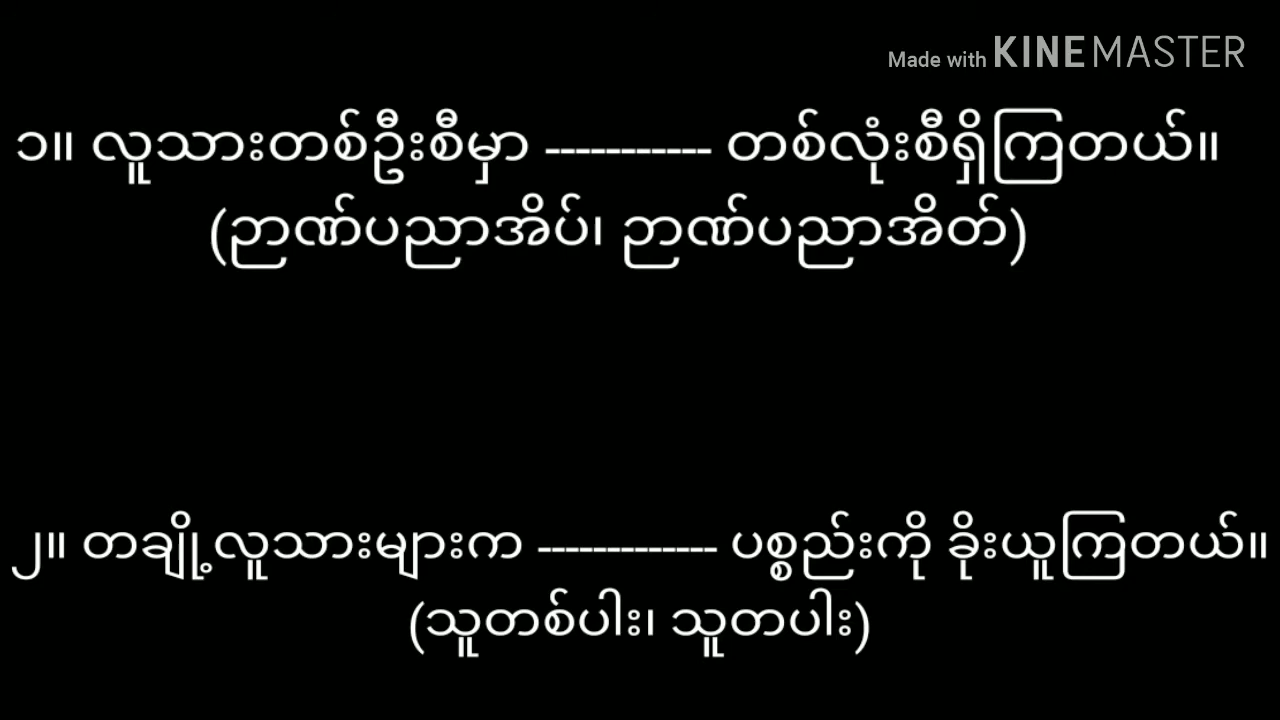 Made with KINEMASTER
၁။ လူသားတစ်ဦးစီမှာ ----------- တစ်လုံးစီရှိကြတယ်။
(ဉာဏ်ပညာအိပ်၊ ဉာဏ်ပညာအိတ်)
၂။ တချို့လူသားများက ------------- ပစ္စည်းကို ခိုးယူကြတယ်။
(သူတစ်ပါး၊ သူတပါး)